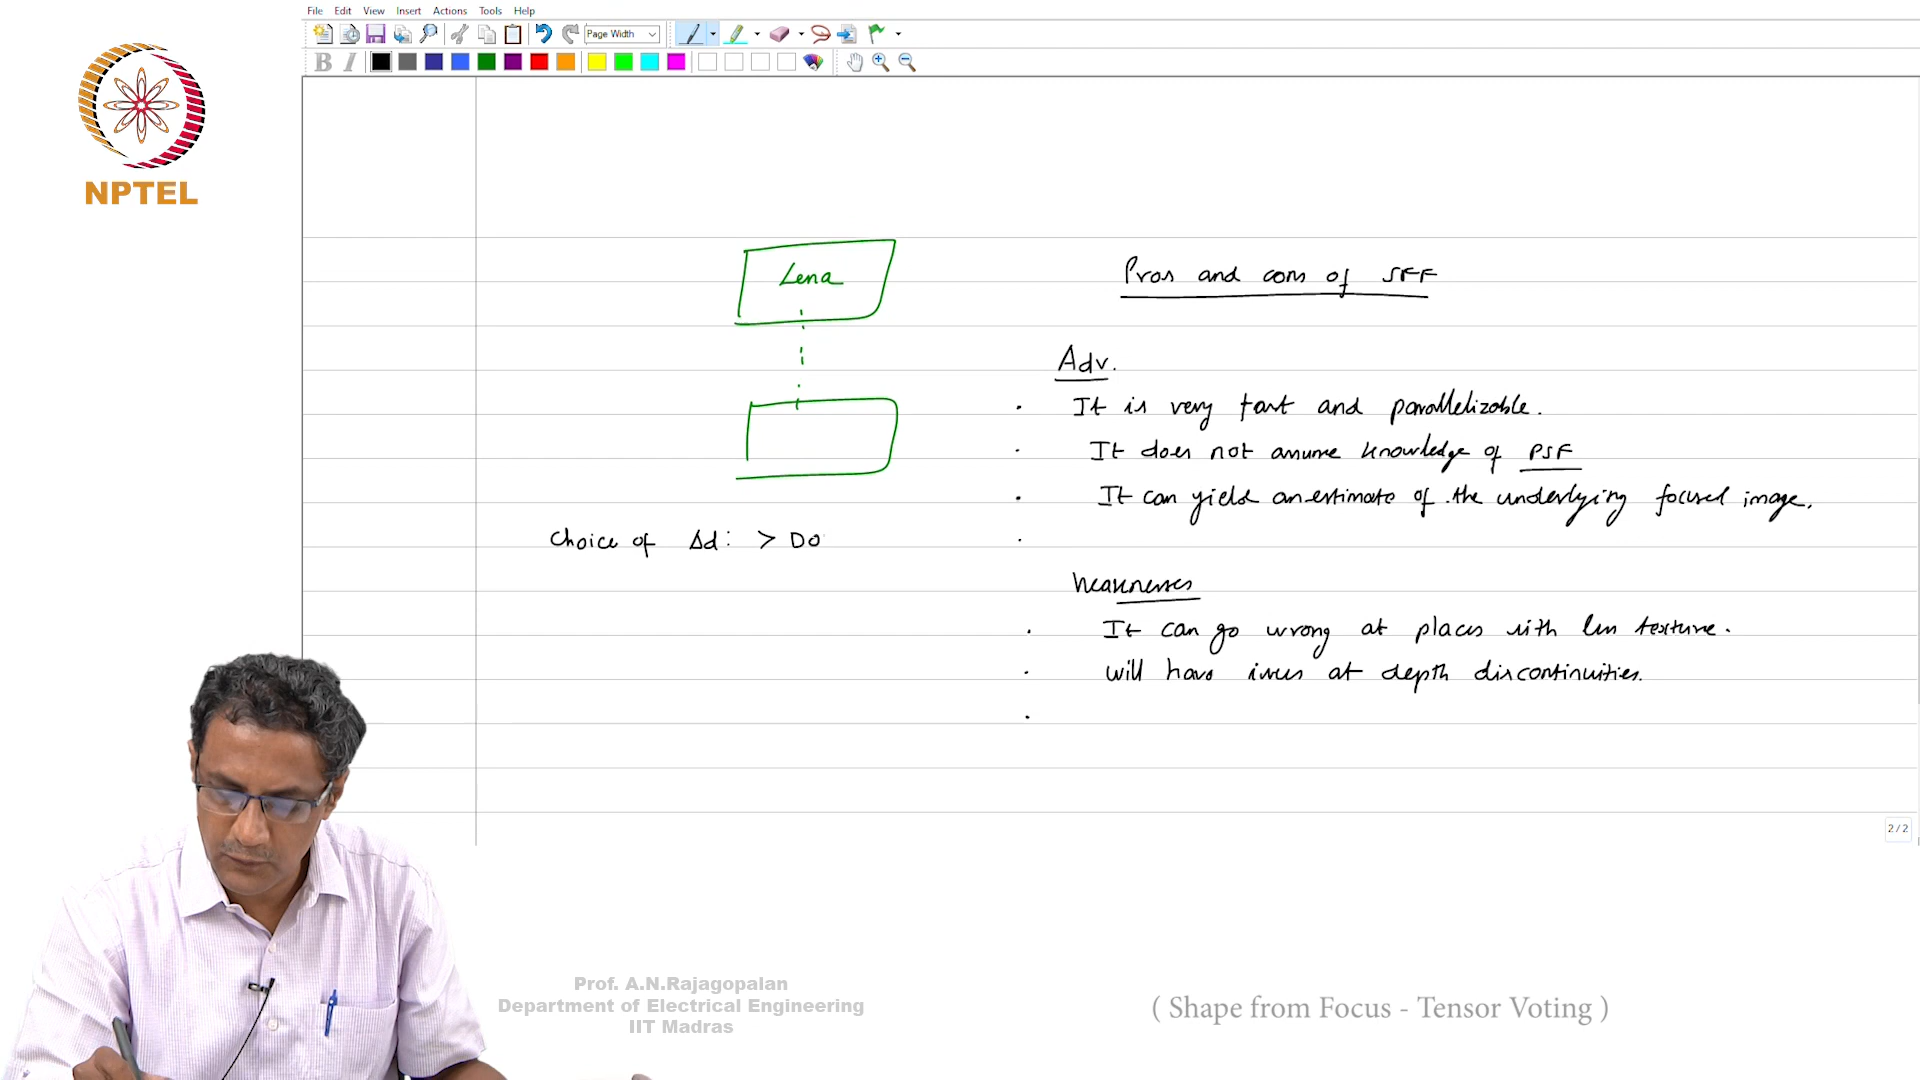 File Edit View Insert Actions Tools Help
Page Width
B I
NPTEL
Lena
Choice of Δd: > DO
Pros and cons of SFF
Adv.
. It is very fast and parallelizable.
. It does not assume knowledge of PSF
. It can yield an estimate of the underlying focused image.
.
Weaknesses
. It can go wrong at places with less texture.
. Will have issues at depth discontinuities.
.
2 / 2
Prof. A.N.Rajagopalan
Department of Electrical Engineering
IIT Madras
( Shape from Focus - Tensor Voting )